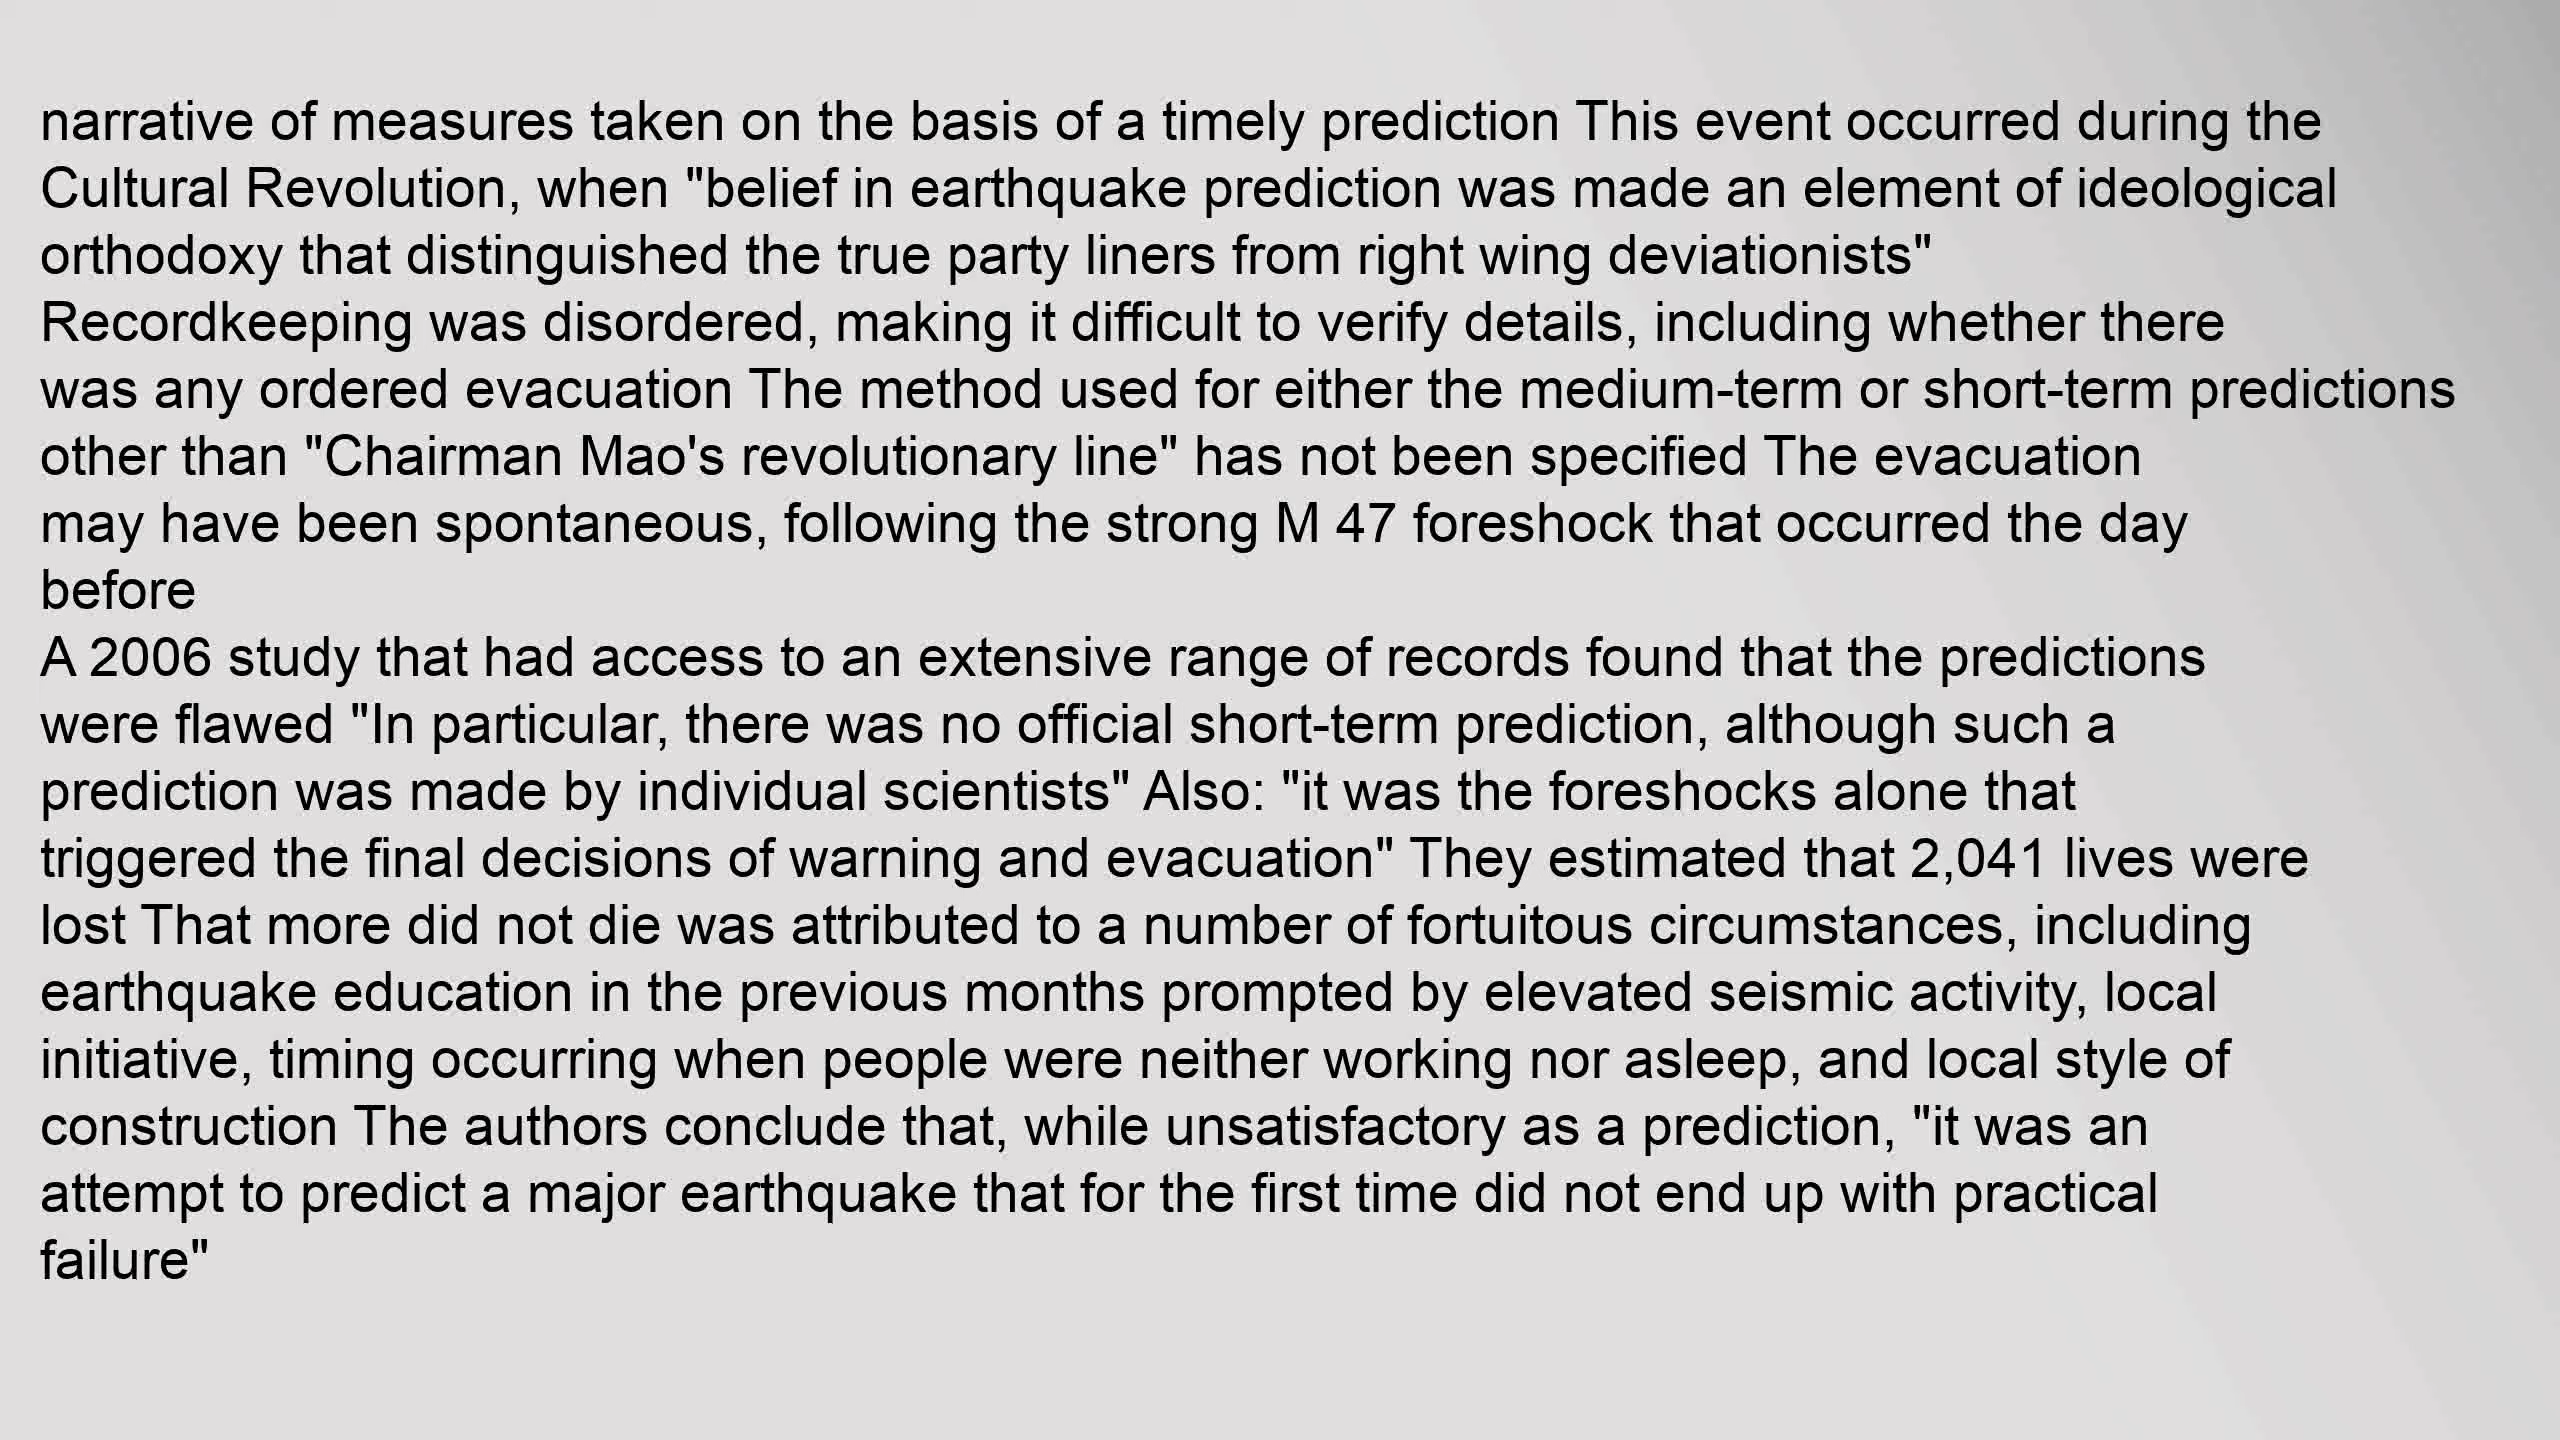 narrative of measures taken on the basis of a timely prediction This event occurred during the
Cultural Revolution, when "belief in earthquake prediction was made an element of ideological
orthodoxy that distinguished the true party liners from right wing deviationists"
Recordkeeping was disordered, making it difficult to verify details, including whether there
was any ordered evacuation The method used for either the medium-term or short-term predictions
other than "Chairman Mao's revolutionary line" has not been specified The evacuation
may have been spontaneous, following the strong M 47 foreshock that occurred the day
before
A 2006 study that had access to an extensive range of records found that the predictions
were flawed "In particular, there was no official short-term prediction, although such a
prediction was made by individual scientists" Also: "it was the foreshocks alone that
triggered the final decisions of warning and evacuation" They estimated that 2,041 lives were
lost That more did not die was attributed to a number of fortuitous circumstances, including
earthquake education in the previous months prompted by elevated seismic activity, local
initiative, timing occurring when people were neither working nor asleep, and local style of
construction The authors conclude that, while unsatisfactory as a prediction, "it was an
attempt to predict a major earthquake that for the first time did not end up with practical
failure"